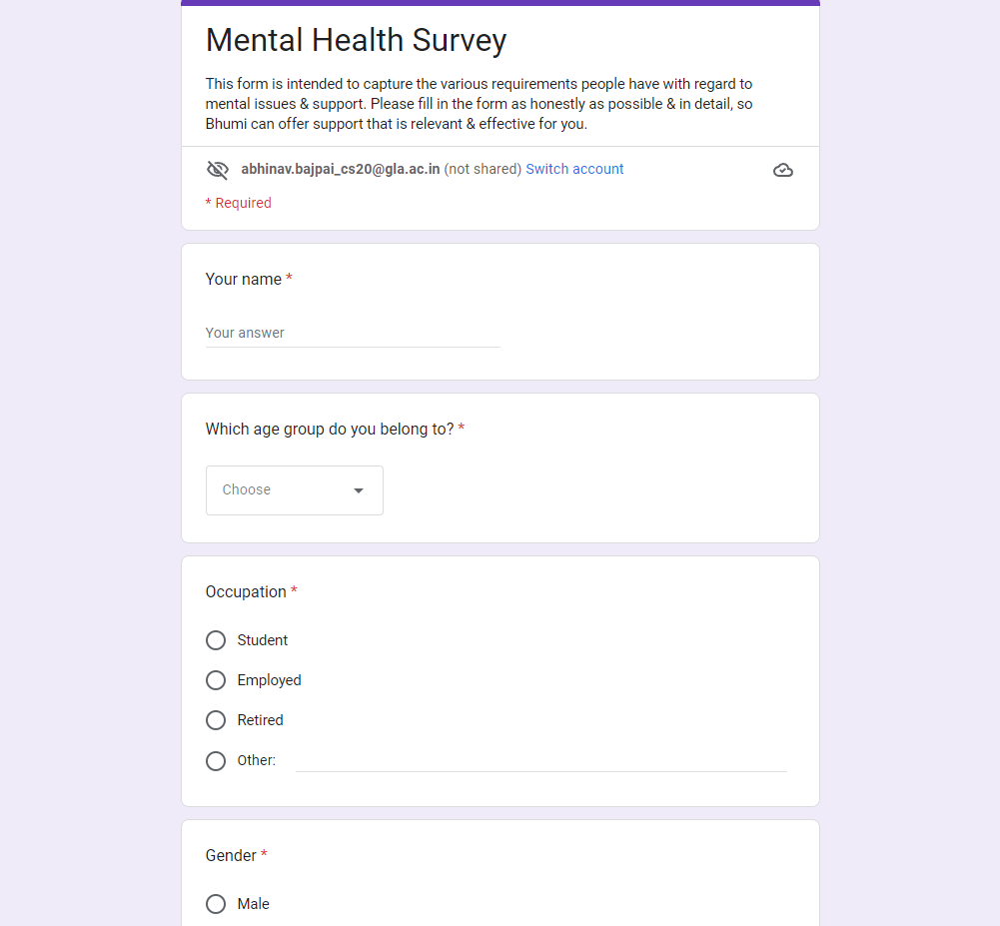 Mental Health Survey
This form is intended to capture the various requirements people have with regard to
mental issues & support. Please fill in the form as honestly as possible & in detail, so
Bhumi can offer support that is relevant & effective for you.
abhinav.bajpai_cs20@gla.ac.in (not shared) Switch account
* Required
Your name *
Your answer
Which age group do you belong to? *
Choose
Occupation *
Student
Employed
Retired
Other:
Gender *
Male